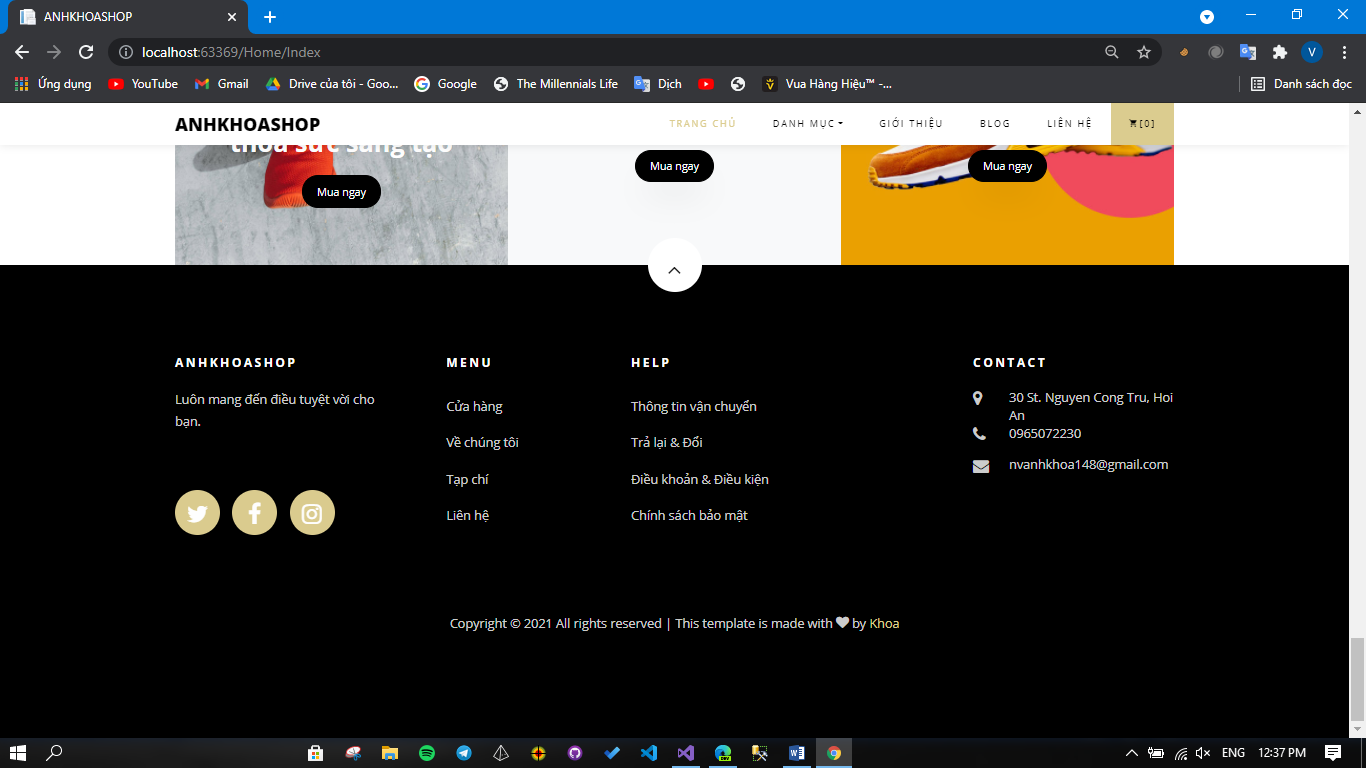 ANHKHOASHOP
localhost:63369/Home/Index
V
Ứng dụng
YouTube
Gmail
Drive của tôi - Goo...
Google
The Millennials Life
Dịch
Vua Hàng Hiệu™ -...
Danh sách đọc
ANHKHOASHOP
TRANG CHỦ
DANH MỤC
GIỚI THIỆU
BLOG
LIÊN HỆ
[0]
thỏa sức sáng tạo
Mua ngay
Mua ngay
Mua ngay
ANHKHOASHOP
Luôn mang đến điều tuyệt vời cho
bạn.
MENU
Cửa hàng
Về chúng tôi
Tạp chí
Liên hệ
HELP
Thông tin vận chuyển
Trả lại & Đổi
Điều khoản & Điều kiện
Chính sách bảo mật
CONTACT
30 St. Nguyen Cong Tru, Hoi
An
0965072230
nvanhkhoa148@gmail.com
Copyright © 2021 All rights reserved | This template is made with ❤ by Khoa
ENG
12:37 PM